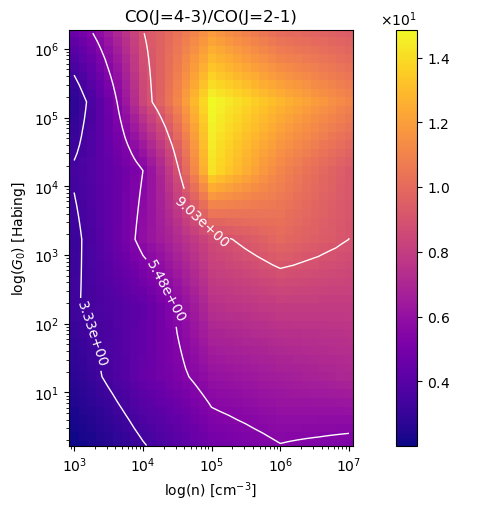 CO(J=4-3)/CO(J=2-1)
×10¹
log(G₀) [Habing]
10⁶
10⁵
10⁴
10³
10²
10¹
9.03e+00
5.48e+00
3.33e+00
10³ 10⁴ 10⁵ 10⁶ 10⁷
log(n) [cm⁻³]
1.4
1.2
1.0
0.8
0.6
0.4